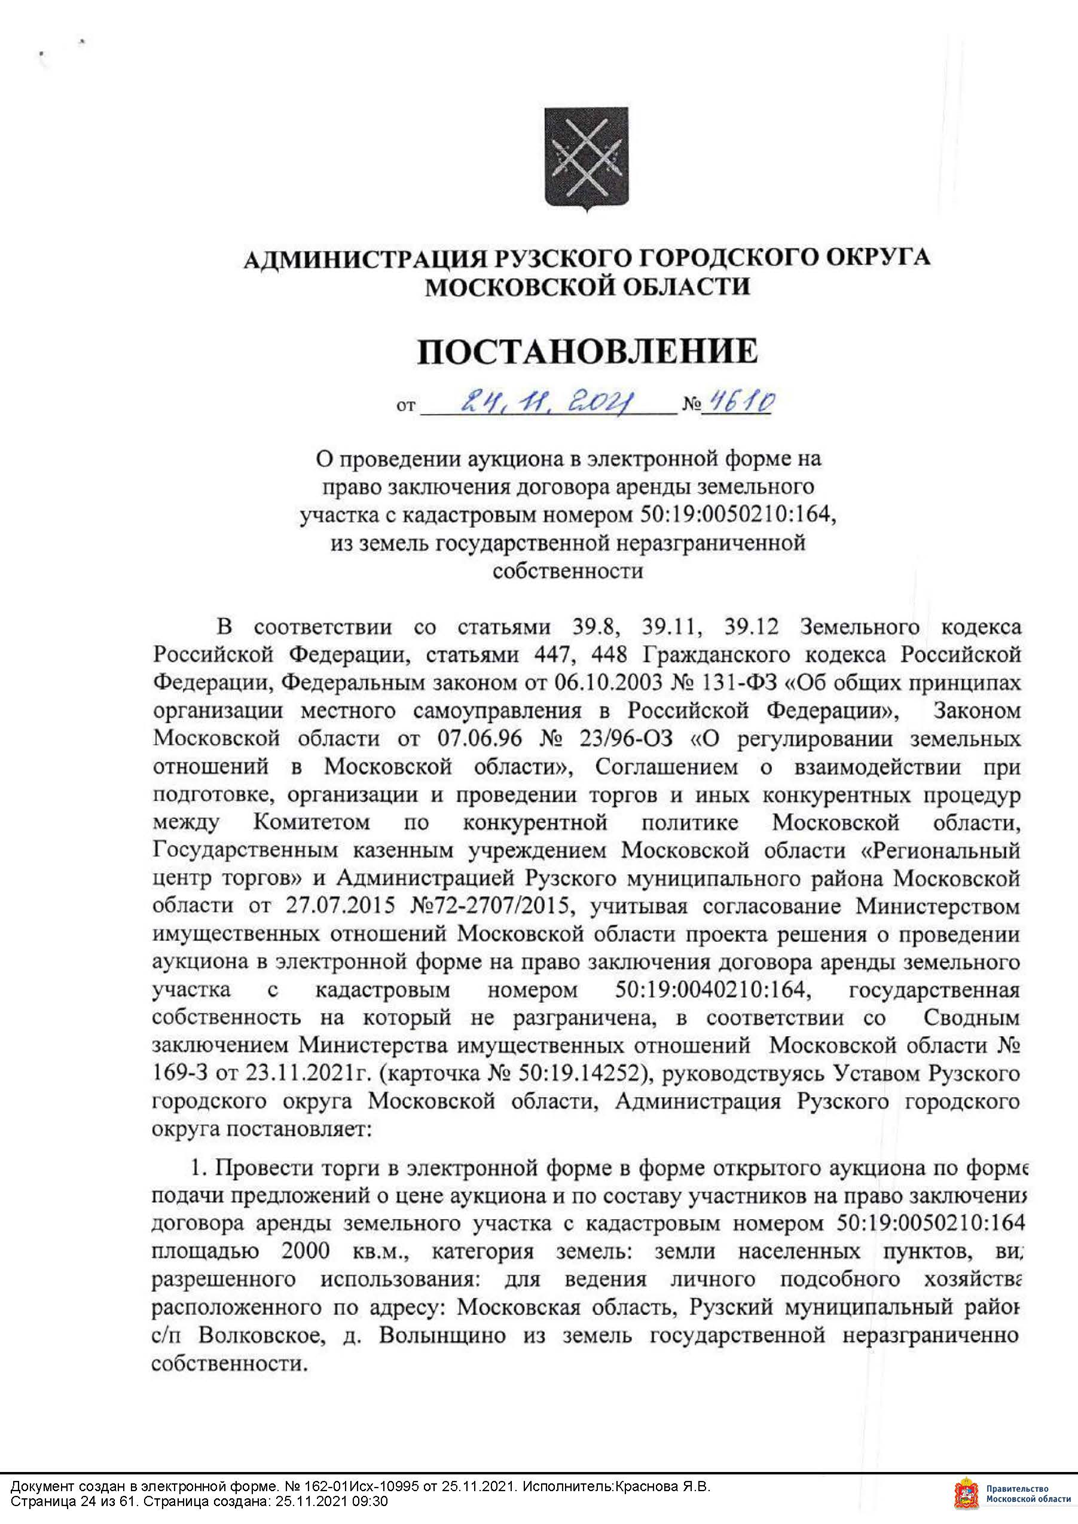 АДМИНИСТРАЦИЯ РУЗСКОГО ГОРОДСКОГО ОКРУГА
МОСКОВСКОЙ ОБЛАСТИ
ПОСТАНОВЛЕНИЕ
от 24.11.2021 № 4610
О проведении аукциона в электронной форме на
право заключения договора аренды земельного
участка с кадастровым номером 50:19:0050210:164,
из земель государственной неразграниченной
собственности
В соответствии со статьями 39.8, 39.11, 39.12 Земельного кодекса
Российской Федерации, статьями 447, 448 Гражданского кодекса Российской
Федерации, Федеральным законом от 06.10.2003 № 131-ФЗ «Об общих принципах
организации местного самоуправления в Российской Федерации», Законом
Московской области от 07.06.96 № 23/96-ОЗ «О регулировании земельных
отношений в Московской области», Соглашением о взаимодействии при
подготовке, организации и проведении торгов и иных конкурентных процедур
между Комитетом по конкурентной политике Московской области,
Государственным казенным учреждением Московской области «Региональный
центр торгов» и Администрацией Рузского муниципального района Московской
области от 27.07.2015 №72-2707/2015, учитывая согласование Министерством
имущественных отношений Московской области проекта решения о проведении
аукциона в электронной форме на право заключения договора аренды земельного
участка с кадастровым номером 50:19:0040210:164, государственная
собственность на который не разграничена, в соответствии со Сводным
заключением Министерства имущественных отношений Московской области №
169-З от 23.11.2021г. (карточка № 50:19.14252), руководствуясь Уставом Рузского
городского округа Московской области, Администрация Рузского городского
округа постановляет:
1. Провести торги в электронной форме в форме открытого аукциона по форме
подачи предложений о цене аукциона и по составу участников на право заключения
договора аренды земельного участка с кадастровым номером 50:19:0050210:164
площадью 2000 кв.м., категория земель: земли населенных пунктов, вид
разрешенного использования: для ведения личного подсобного хозяйства
расположенного по адресу: Московская область, Рузский муниципальный район
с/п Волковское, д. Волынщино из земель государственной неразграниченно
собственности.
Документ создан в электронной форме. № 162-01Исх-10995 от 25.11.2021. Исполнитель:Краснова Я.В.
Страница 24 из 61. Страница создана: 25.11.2021 09:30
Правительство
Московской области